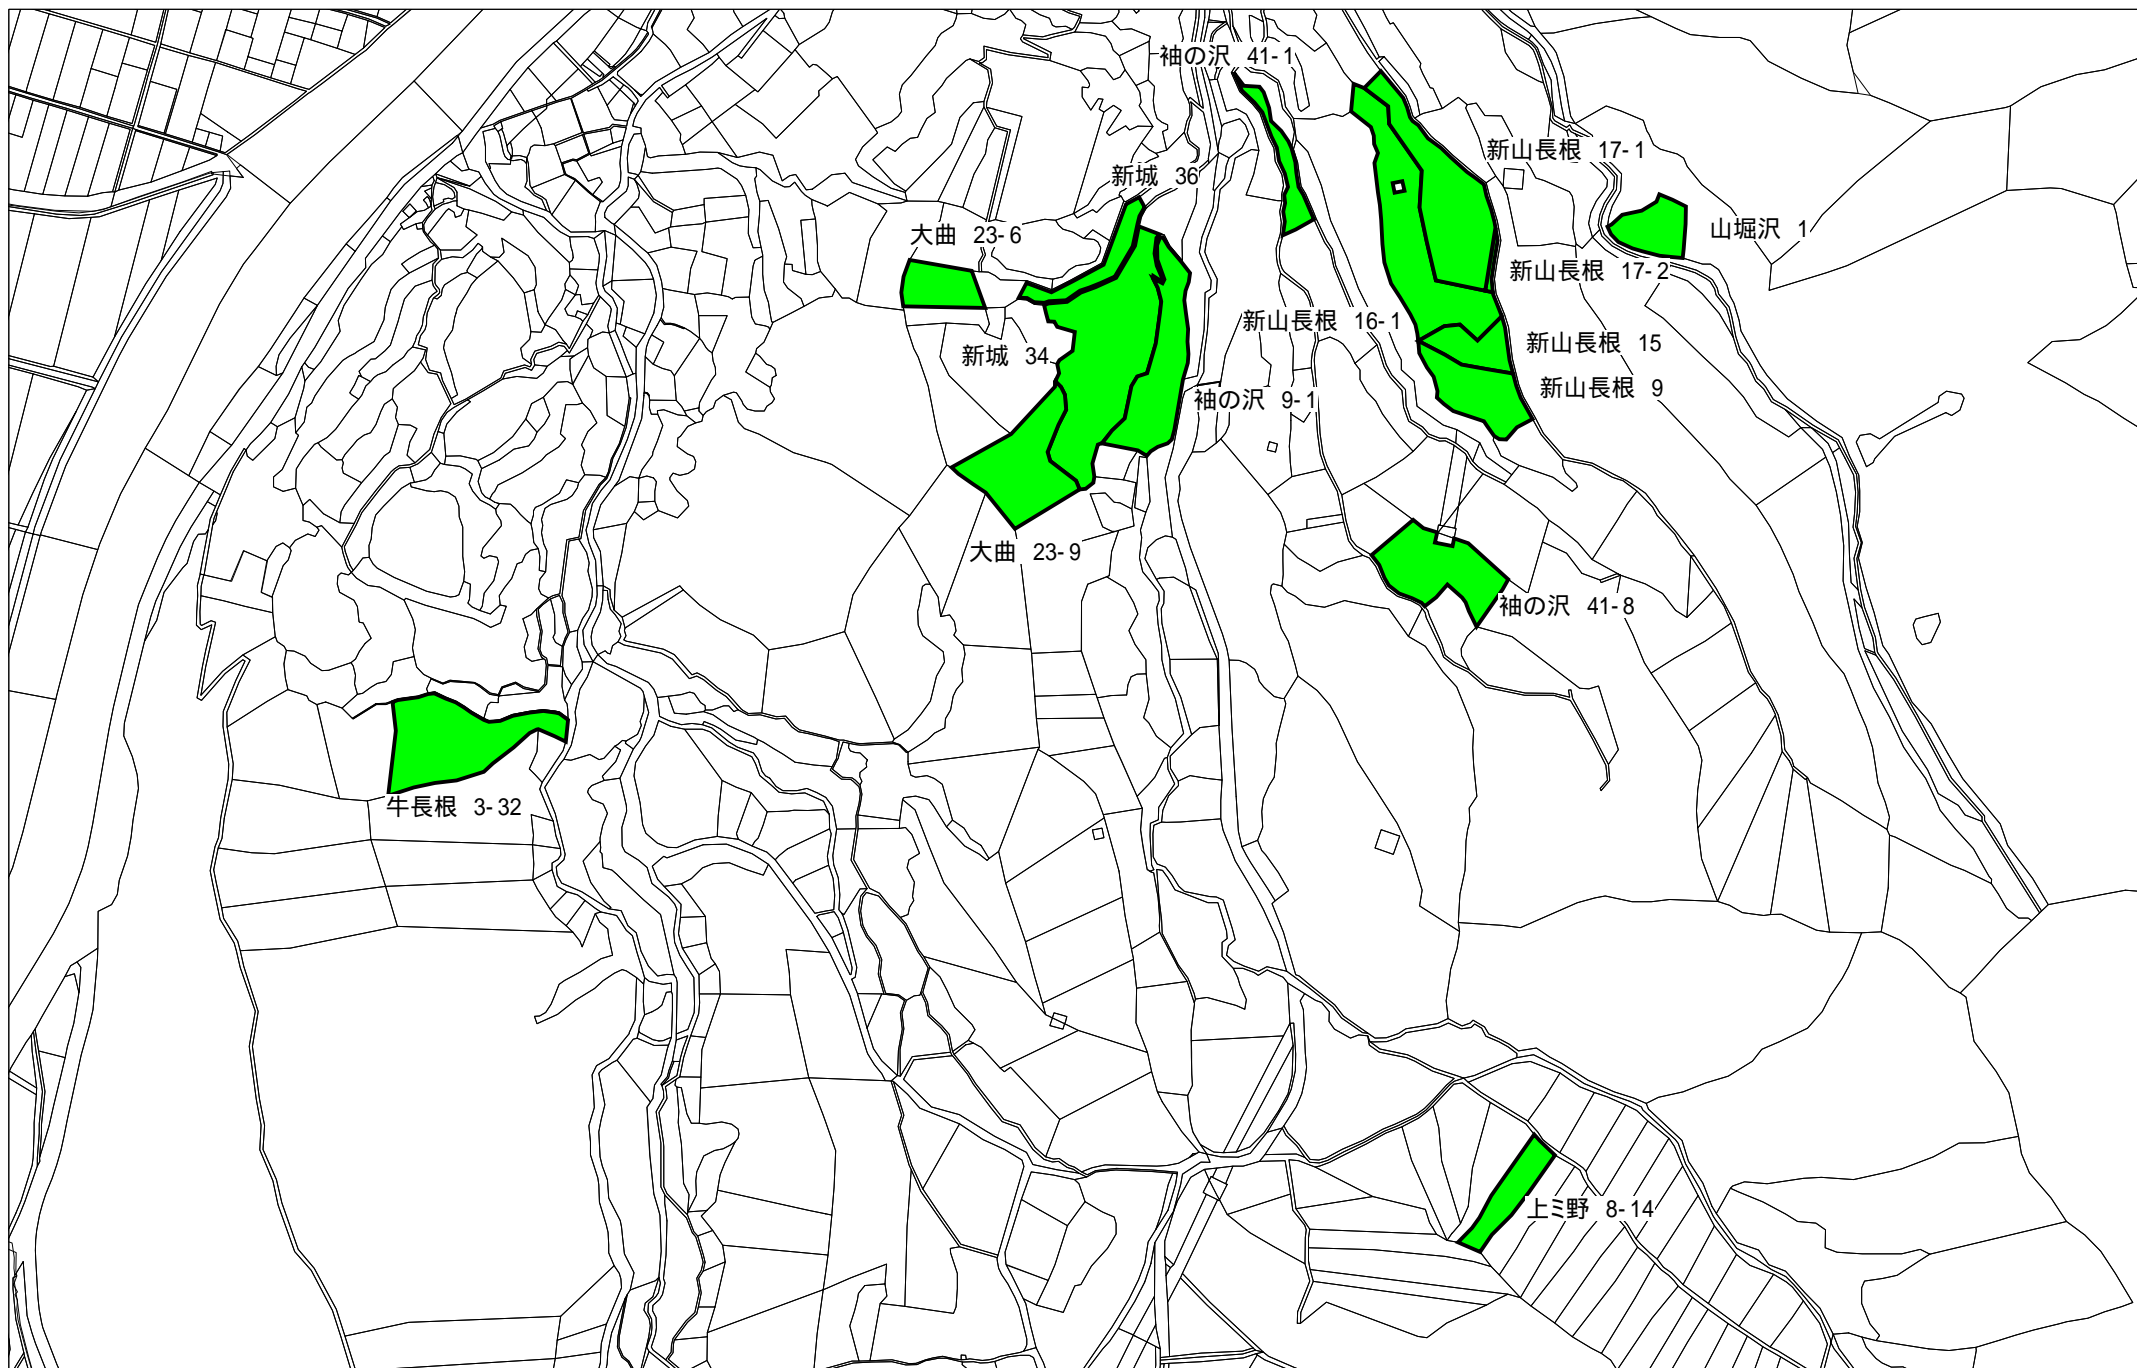 袖の沢 41-1
新山長根 17-1
新城 36
山堀沢 1
大曲 23-6
新山長根 17-2
新山長根 16-1
新山長根 15
新城 34
新山長根 9
袖の沢 9-1
大曲 23-9
袖の沢 41-8
牛長根 3-32
上ミ野 8-14